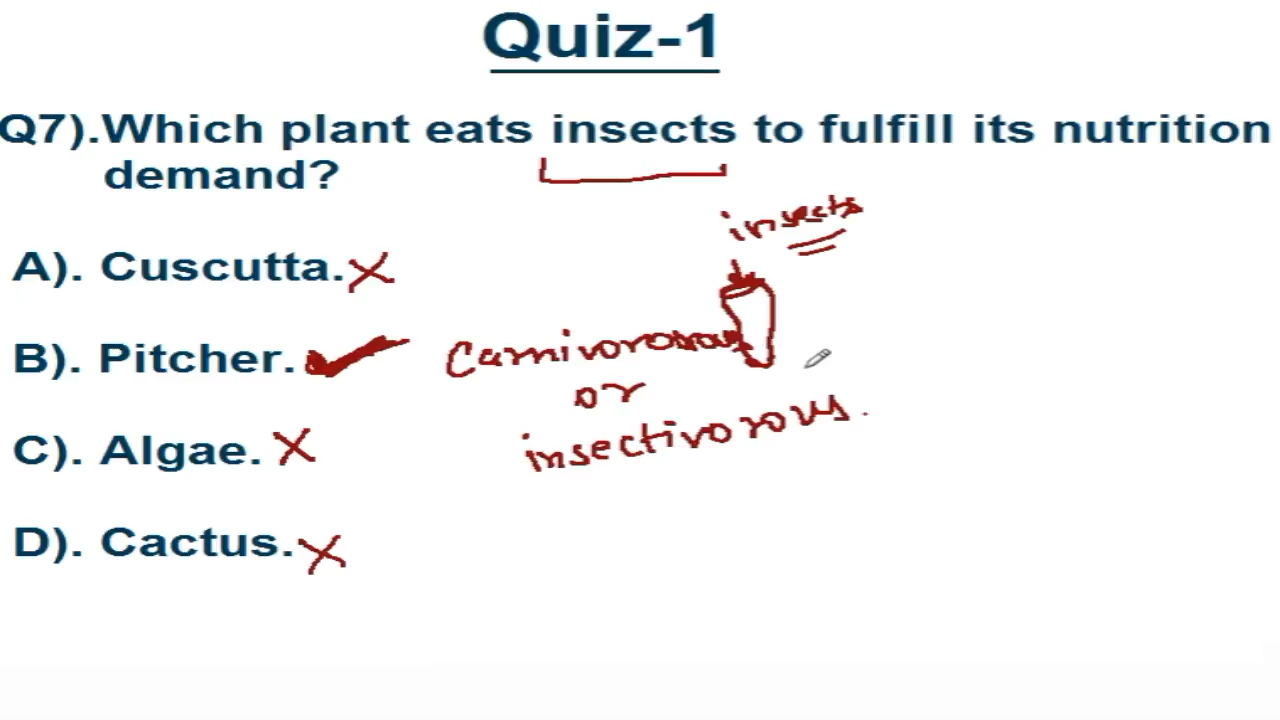 Quiz-1
Q7).Which plant eats insects to fulfill its nutrition
demand?
insects
A). Cuscutta.
B). Pitcher.
Carnivorous
or
C). Algae.
insectivorous.
D). Cactus.